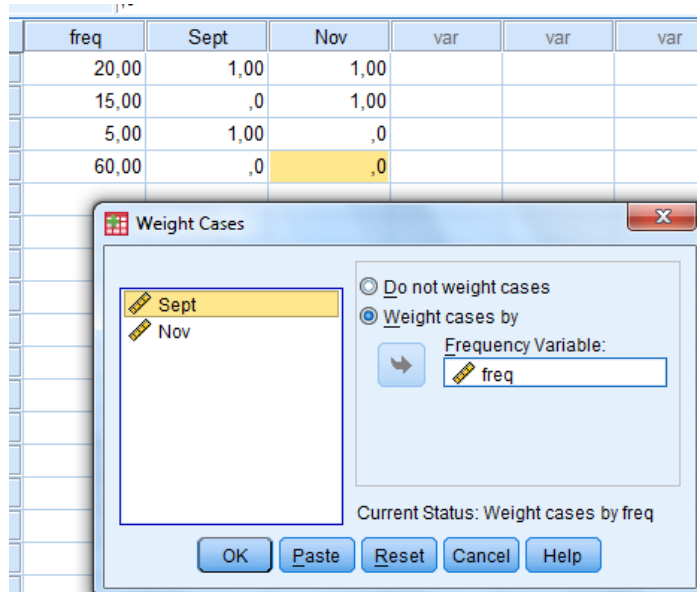 freq Sept Nov var var var
20,00 1,00 1,00
15,00 ,0 1,00
5,00 1,00 ,0
60,00 ,0 ,0
Weight Cases
Sept
Nov
Do not weight cases
Weight cases by
Frequency Variable:
freq
Current Status: Weight cases by freq
OK Paste Reset Cancel Help